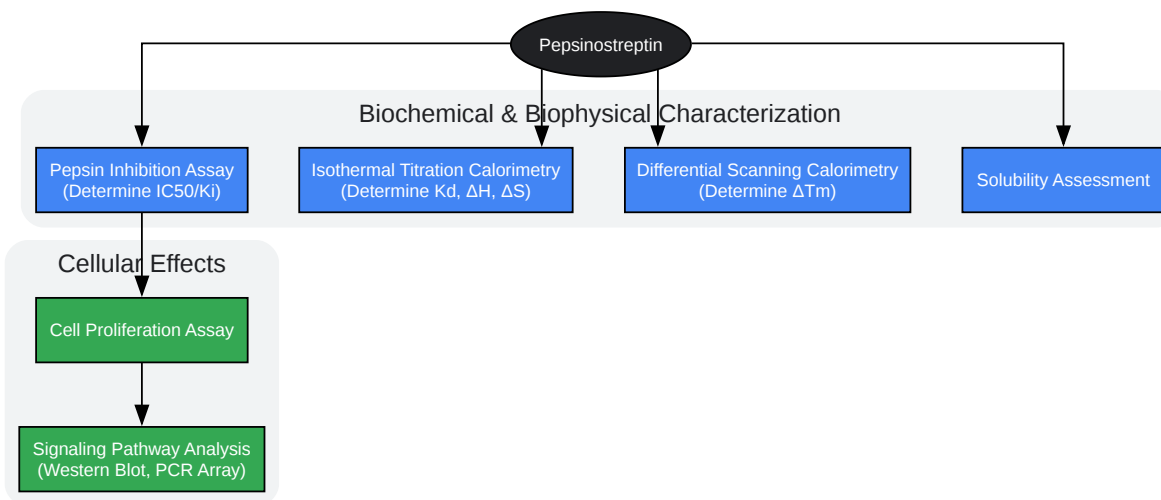 Pepsinostreptin
Biochemical & Biophysical Characterization
Pepsin Inhibition Assay
(Determine IC50/Ki)
Isothermal Titration Calorimetry
(Determine Kd, ΔH, ΔS)
Differential Scanning Calorimetry
(Determine ΔTm)
Solubility Assessment
Cellular Effects
Cell Proliferation Assay
Signaling Pathway Analysis
(Western Blot, PCR Array)